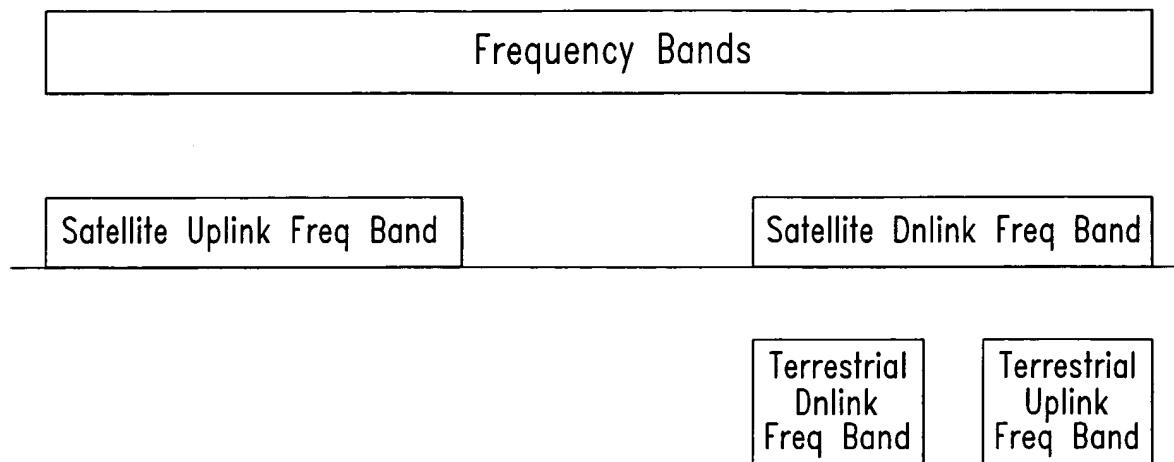 Frequency Bands
Satellite Uplink Freq Band
Satellite Dnlink Freq Band
Terrestrial
Dnlink
Freq Band
Terrestrial
Uplink
Freq Band